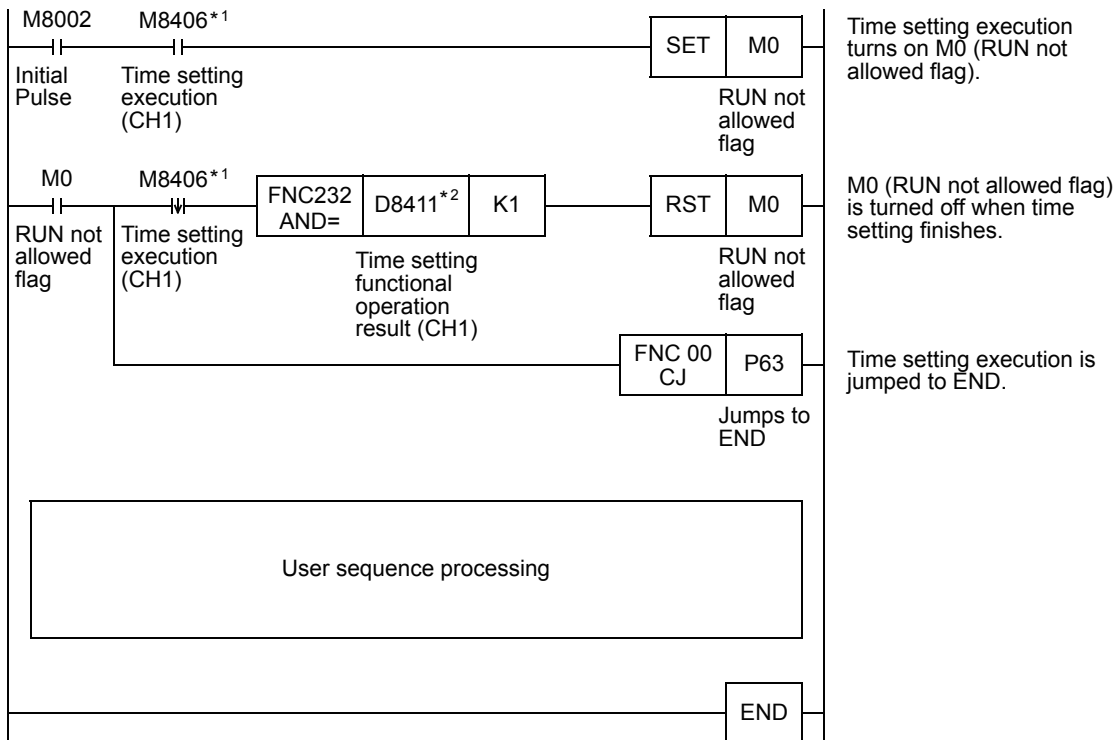 M8002 M8406*1
SET M0
Initial
Pulse
Time setting
execution
(CH1)
RUN not
allowed
flag
Time setting execution
turns on M0 (RUN not
allowed flag).
M0 M8406*1
FNC232
AND=
D8411*2
K1
RST M0
RUN not
allowed
flag
Time setting
execution
(CH1)
Time setting
functional
operation
result (CH1)
RUN not
allowed
flag
M0 (RUN not allowed flag)
is turned off when time
setting finishes.
FNC 00
CJ
P63
Jumps to
END
Time setting execution is
jumped to END.
User sequence processing
END